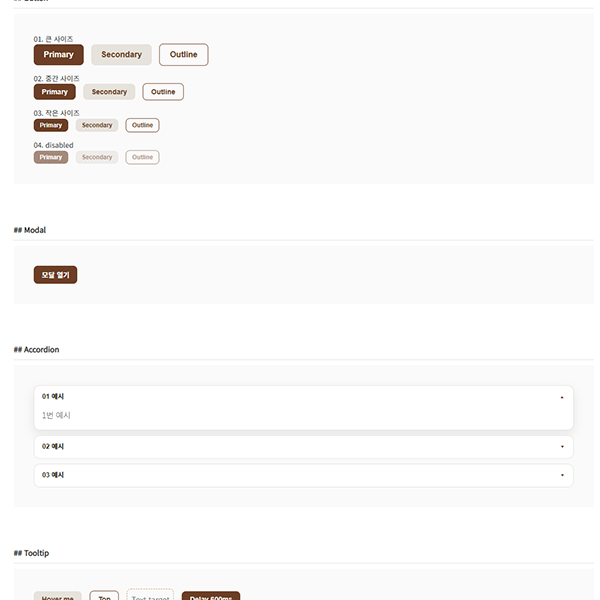 ## Button
01. 큰 사이즈
Primary Secondary Outline
02. 중간 사이즈
Primary Secondary Outline
03. 작은 사이즈
Primary Secondary Outline
04. disabled
Primary Secondary Outline
## Modal
모달 열기
## Accordion
01 예시
1번 예시
02 예시
03 예시
## Tooltip
Hover me Top Text target Delay 600ms